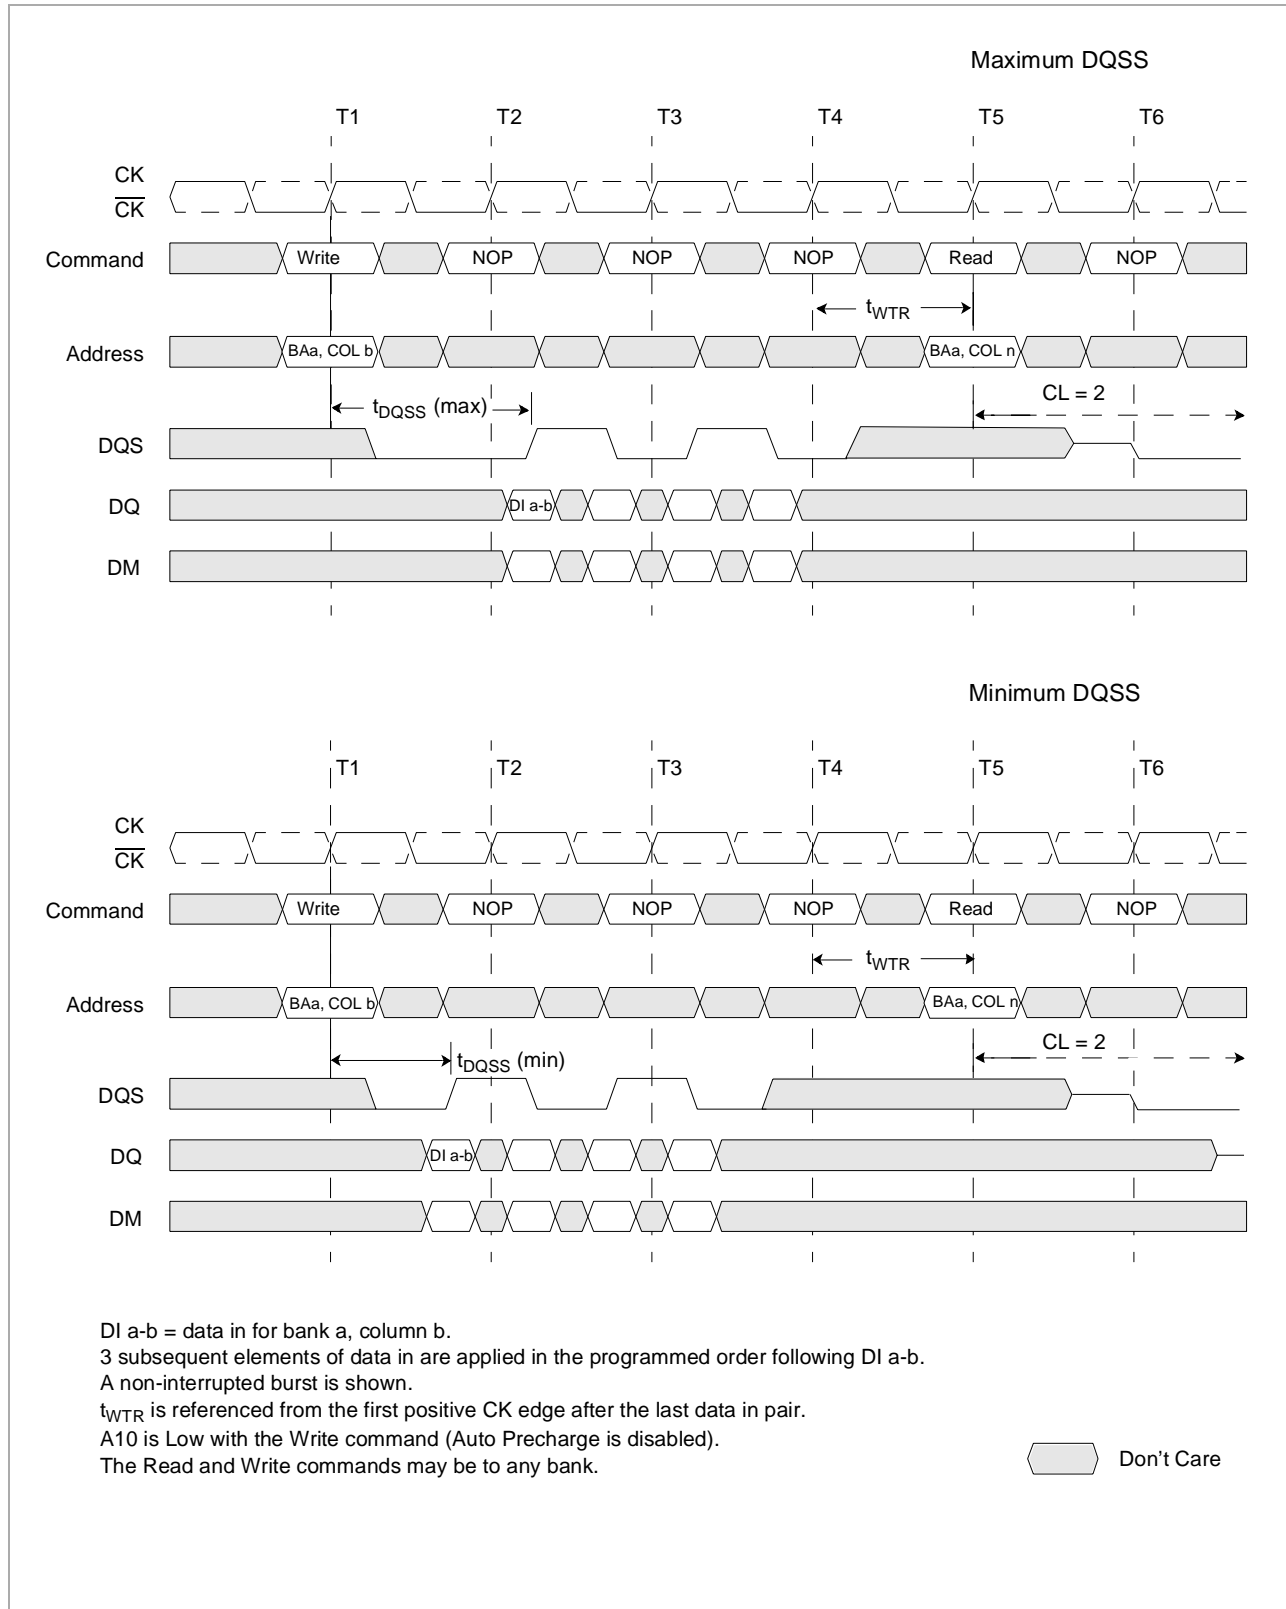 Maximum DQSS
T1 T2 T3 T4 T5 T6
CK
CK
Command Write NOP NOP NOP Read NOP
tWTR
Address BAa, COL b BAa, COL n
tDQSS (max) CL = 2
DQS
DQ DI a-b
DM
Minimum DQSS
T1 T2 T3 T4 T5 T6
CK
CK
Command Write NOP NOP NOP Read NOP
tWTR
Address BAa, COL b BAa, COL n
tDQSS (min) CL = 2
DQS
DQ DI a-b
DM
DI a-b = data in for bank a, column b.
3 subsequent elements of data in are applied in the programmed order following DI a-b.
A non-interrupted burst is shown.
tWTR is referenced from the first positive CK edge after the last data in pair.
A10 is Low with the Write command (Auto Precharge is disabled).
The Read and Write commands may be to any bank.
Don't Care